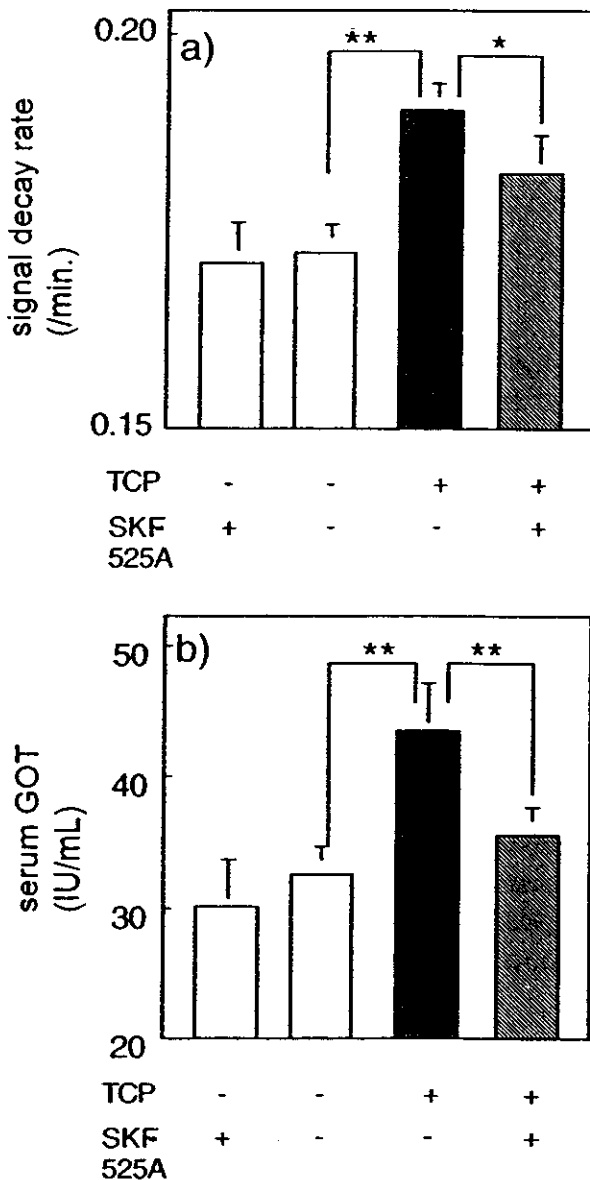 a)
0.20
** *
signal decay rate
(/min.)
0.15
TCP - - + +
SKF + - - +
525A
b)
50
** **
40
serum GOT
(IU/mL)
30
20
TCP - - + +
SKF + - - +
525A